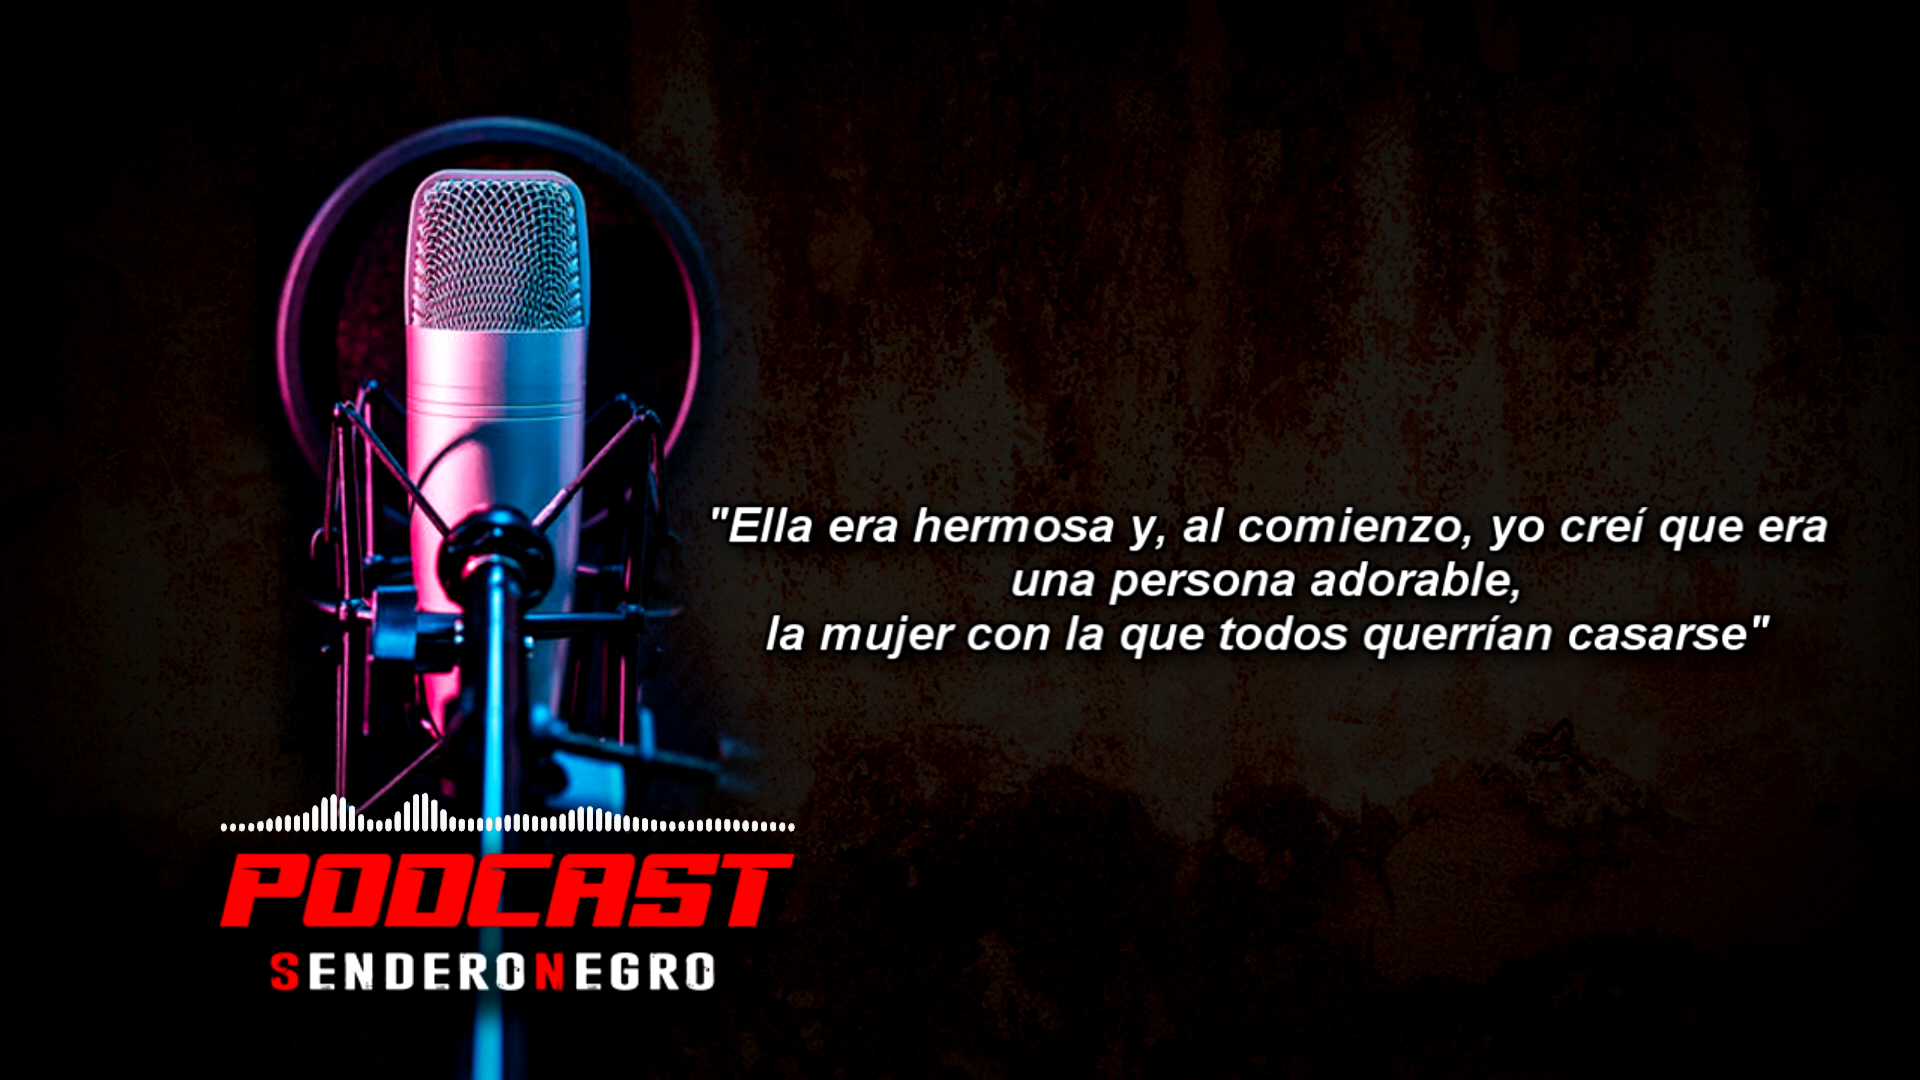 "Ella era hermosa y, al comienzo, yo creí que era
una persona adorable,
la mujer con la que todos querrían casarse"
PODCAST
SENDERONEGRO